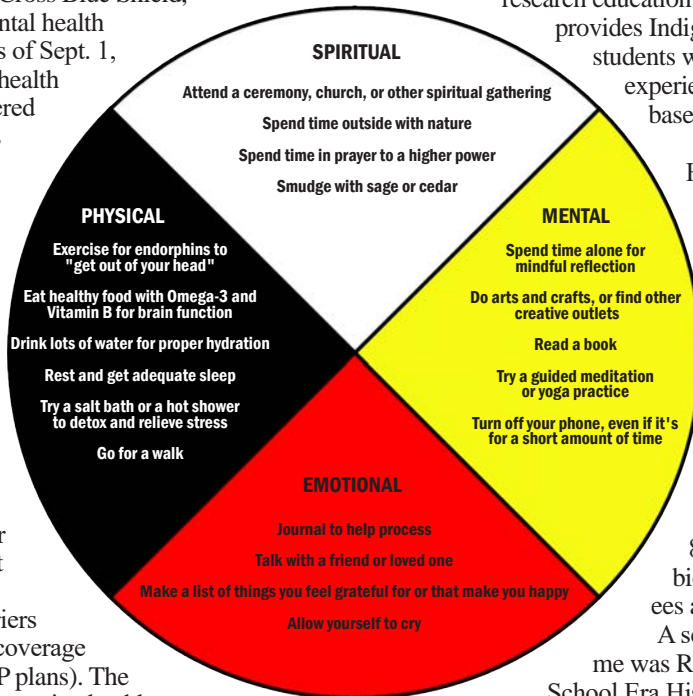 Cross Blue Shield,
ntal health
s of Sept. 1,
health
ered
research education
provides Indig
students w
experie
base
SPIRITUAL
Attend a ceremony, church, or other spiritual gathering
Spend time outside with nature
Spend time in prayer to a higher power
Smudge with sage or cedar
PHYSICAL
Exercise for endorphins to
"get out of your head"
Eat healthy food with Omega-3 and
Vitamin B for brain function
Drink lots of water for proper hydration
Rest and get adequate sleep
Try a salt bath or a hot shower
to detox and relieve stress
Go for a walk
MENTAL
Spend time alone for
mindful reflection
Do arts and crafts, or find other
creative outlets
Read a book
Try a guided meditation
or yoga practice
Turn off your phone, even if it's
for a short amount of time
EMOTIONAL
Journal to help process
Talk with a friend or loved one
Make a list of things you feel grateful for or that make you happy
Allow yourself to cry
r
t
iers
coverage
P plans). The
ees a
A so
me was R
School Era His